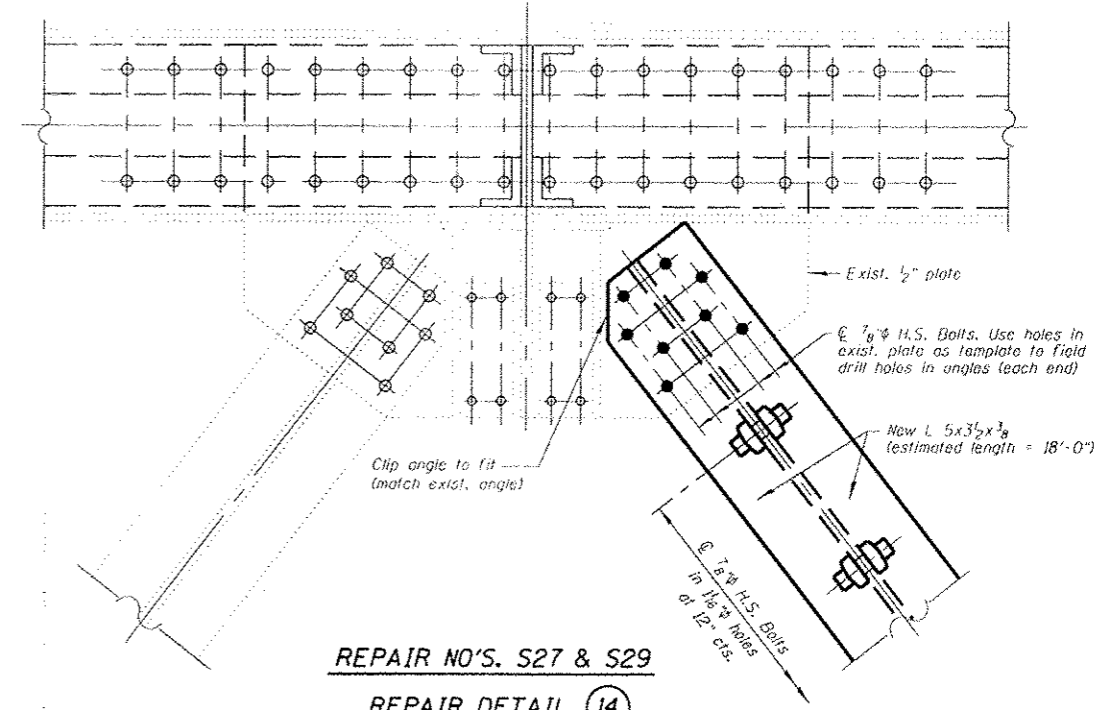 Exist. ½" plate
℄ ⅞"φ H.S. Bolts. Use holes in
exist. plate as template to field
drill holes in angles (each end)
New L 5x3½x⅜
(estimated length = 18'-0")
Clip angle to fit
(match exist. angle)
℄ ⅞"φ H.S. Bolts
in 1⅟₁₆"φ holes
at 12" cts.
REPAIR NO'S. S27 & S29
REPAIR DETAIL 14